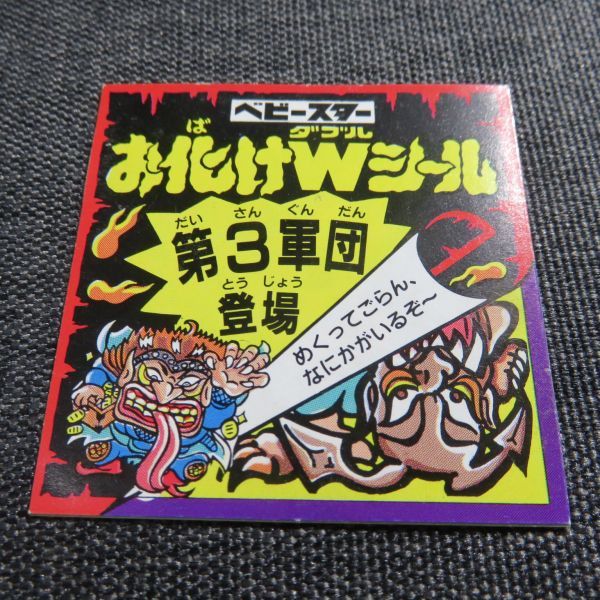 ベビースター
お化けWシール
ば
ダブル
だい さん ぐん だん
第3軍団
とう じょう
登場
めくってごらん、
なにかがいるぞ〜